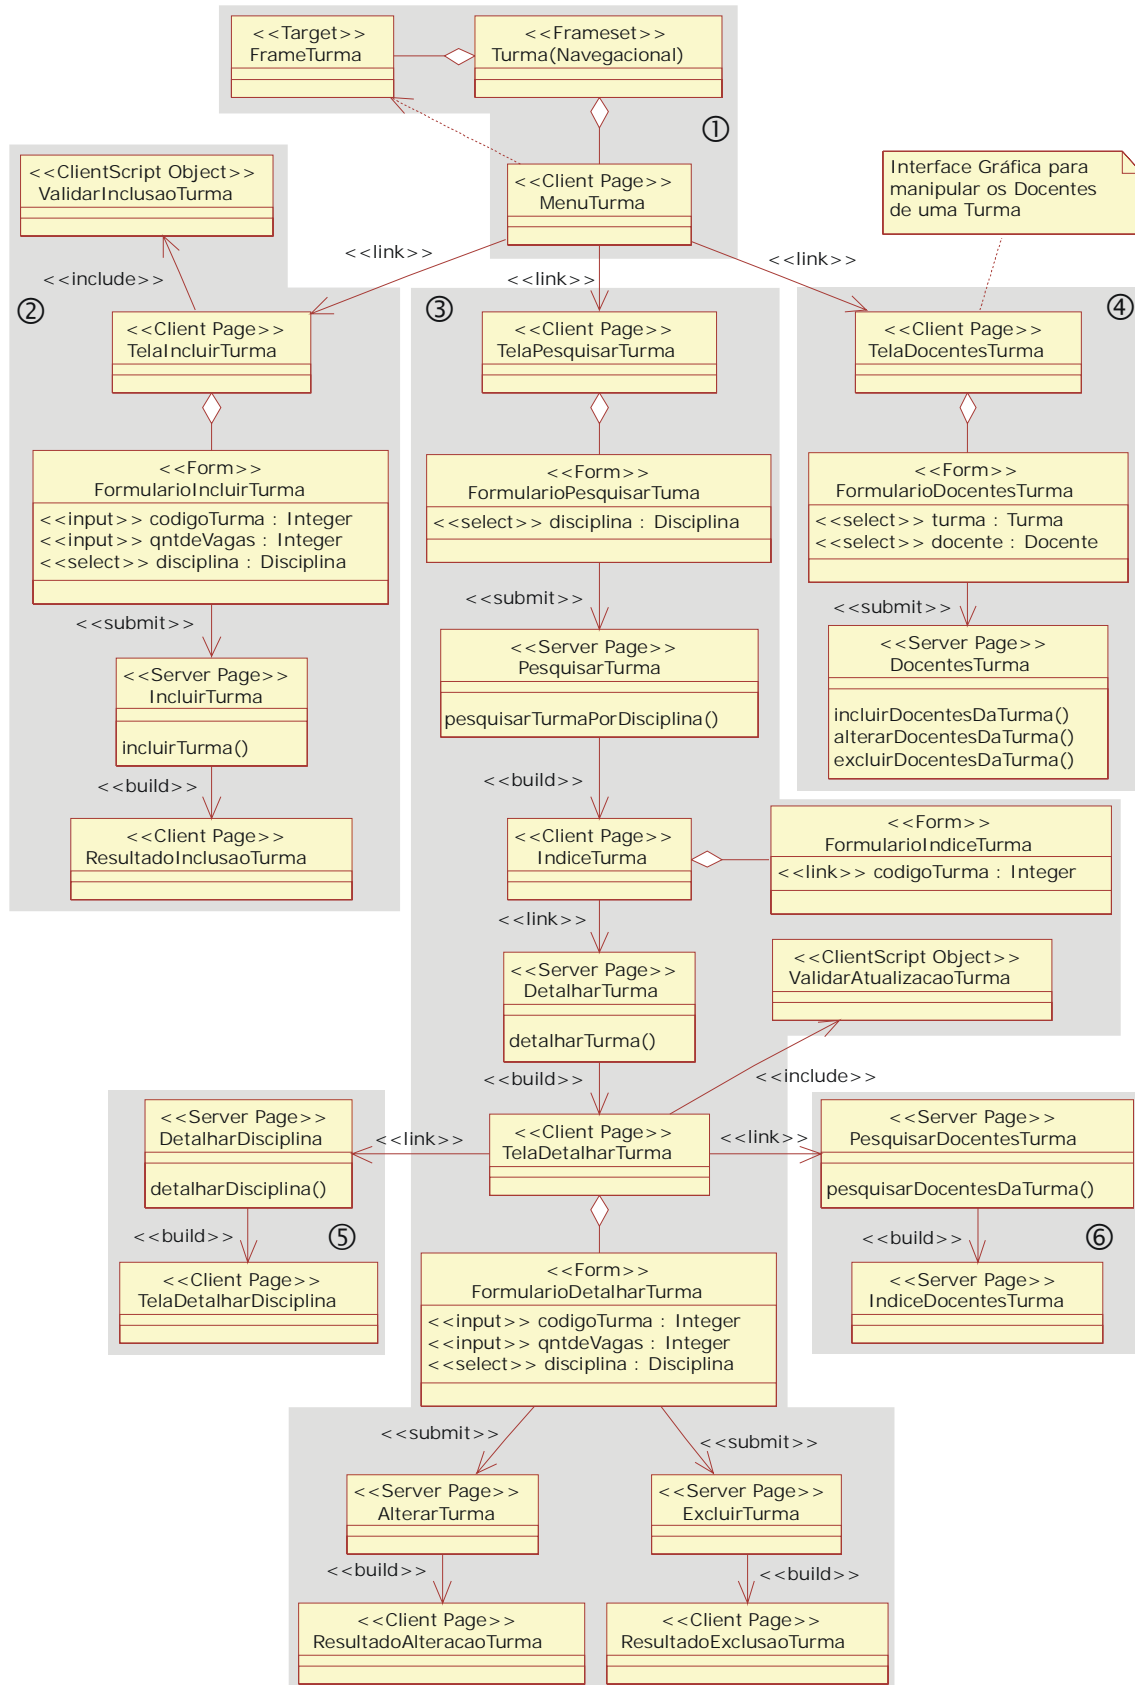 <<Target>>
FrameTurma
<<Frameset>>
Turma(Navegacional)
①
<<Client Page>>
MenuTurma
<<ClientScript Object>>
ValidarInclusaoTurma
Interface Gráfica para
manipular os Docentes
de uma Turma
<<link>>
<<link>>
<<link>>
<<include>>
②
③
④
<<Client Page>>
TelaIncluirTurma
<<Client Page>>
TelaPesquisarTurma
<<Client Page>>
TelaDocentesTurma
<<Form>>
FormularioIncluirTurma
<<input>> codigoTurma : Integer
<<input>> qntdeVagas : Integer
<<select>> disciplina : Disciplina
<<Form>>
FormularioPesquisarTuma
<<select>> disciplina : Disciplina
<<Form>>
FormularioDocentesTurma
<<select>> turma : Turma
<<select>> docente : Docente
<<submit>>
<<submit>>
<<submit>>
<<Server Page>>
IncluirTurma
incluirTurma()
<<Server Page>>
PesquisarTurma
pesquisarTurmaPorDisciplina()
<<Server Page>>
DocentesTurma
incluirDocentesDaTurma()
alterarDocentesDaTurma()
excluirDocentesDaTurma()
<<build>>
<<build>>
<<Client Page>>
ResultadoInclusaoTurma
<<Client Page>>
IndiceTurma
<<Form>>
FormularioIndiceTurma
<<link>> codigoTurma : Integer
<<link>>
<<Server Page>>
DetalharTurma
detalharTurma()
<<ClientScript Object>>
ValidarAtualizacaoTurma
<<build>>
<<include>>
<<Server Page>>
DetalharDisciplina
detalharDisciplina()
<<link>>
<<Client Page>>
TelaDetalharTurma
<<link>>
<<Server Page>>
PesquisarDocentesTurma
pesquisarDocentesDaTurma()
<<build>>
⑤
<<build>>
⑥
<<Client Page>>
TelaDetalharDisciplina
<<Form>>
FormularioDetalharTurma
<<input>> codigoTurma : Integer
<<input>> qntdeVagas : Integer
<<select>> disciplina : Disciplina
<<Server Page>>
IndiceDocentesTurma
<<submit>>
<<submit>>
<<Server Page>>
AlterarTurma
<<Server Page>>
ExcluirTurma
<<build>>
<<build>>
<<Client Page>>
ResultadoAlteracaoTurma
<<Client Page>>
ResultadoExclusaoTurma